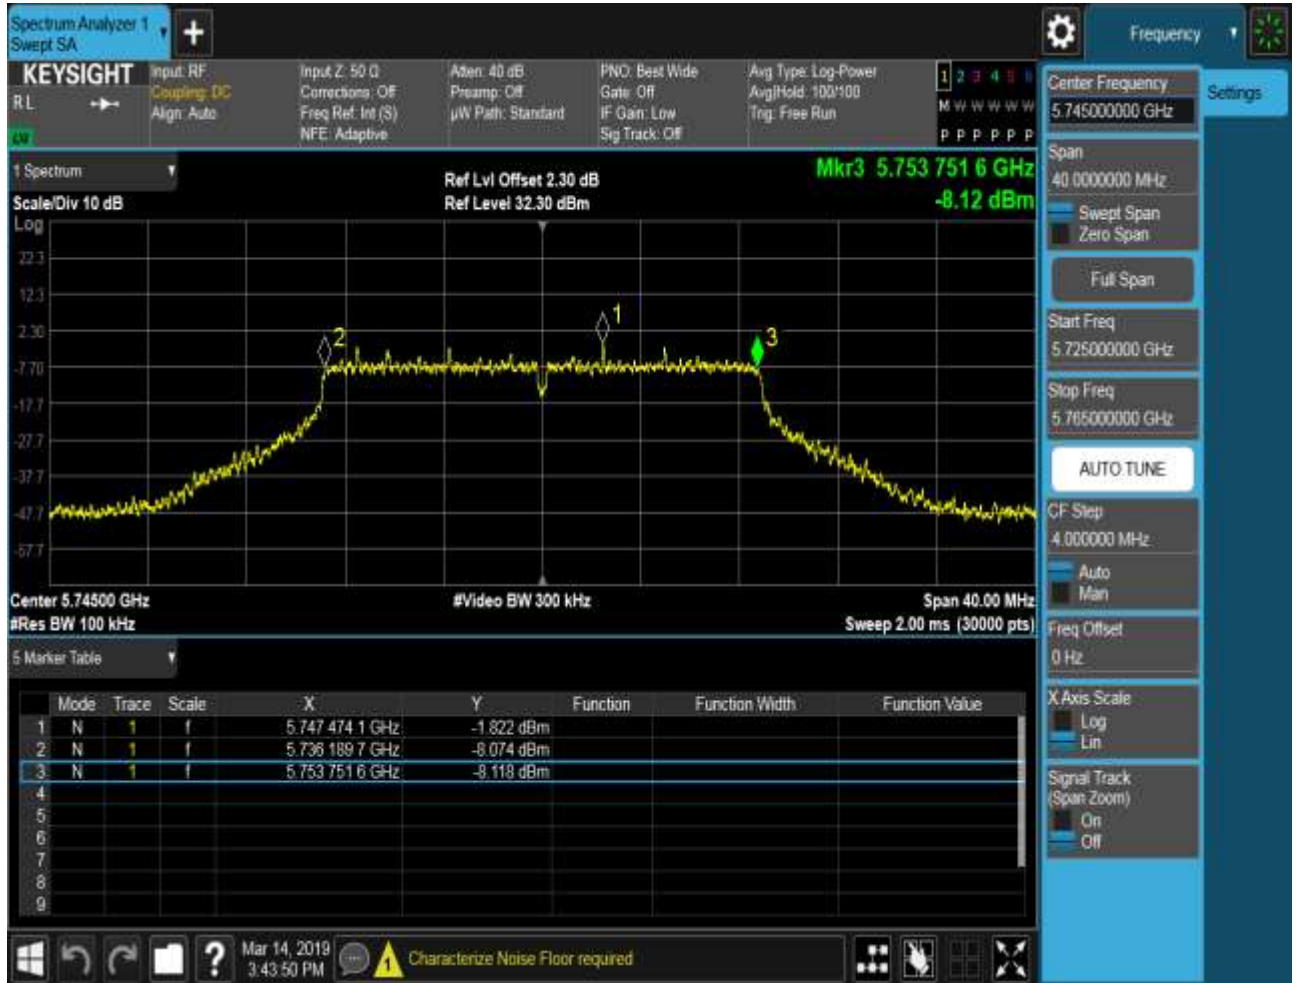 Spectrum Analyzer 1
Swept SA
Frequency
KEYSIGHT
RL
Input: RF
Coupling: DC
Align: Auto
Input Z: 50 Ω
Corrections: Off
Freq Ref: Int (S)
NFE: Adaptive
Atten: 40 dB
Preamp: Off
µW Path: Standard
PNO: Best Wide
Gate: Off
IF Gain: Low
Sig Track: Off
Avg Type: Log-Power
Avg|Hold: 100/100
Trig: Free Run
1 2 3 4 5 6
M W W W W W
P P P P P P
1 Spectrum
Scale/Div 10 dB
Ref Lvl Offset 2.30 dB
Ref Level 32.30 dBm
Mkr3 5.753 751 6 GHz
-8.12 dBm
Log
22.3
12.3
2.30
-7.70
-17.7
-27.7
-37.7
-47.7
-57.7
2
1
3
Center 5.74500 GHz
#Res BW 100 kHz
#Video BW 300 kHz
Span 40.00 MHz
Sweep 2.00 ms (30000 pts)
5 Marker Table
Mode Trace Scale X Y Function Function Width Function Value
1 N 1 f 5.747 474 1 GHz -1.822 dBm
2 N 1 f 5.736 189 7 GHz -8.074 dBm
3 N 1 f 5.753 751 6 GHz -8.118 dBm
4
5
6
7
8
9
Mar 14, 2019
3:43:50 PM
1
Characterize Noise Floor required
Settings
Center Frequency
5.745000000 GHz
Span
40.0000000 MHz
Swept Span
Zero Span
Full Span
Start Freq
5.725000000 GHz
Stop Freq
5.765000000 GHz
AUTO TUNE
CF Step
4.000000 MHz
Auto
Man
Freq Offset
0 Hz
X Axis Scale
Log
Lin
Signal Track
(Span Zoom)
On
Off